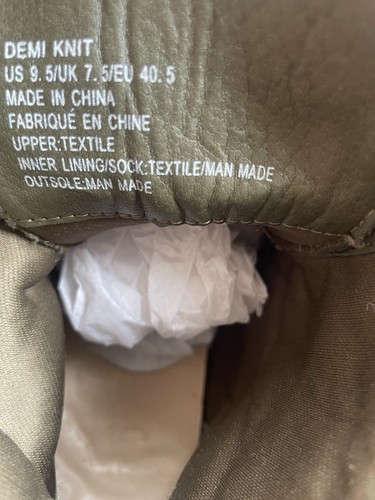 DEMI KNIT
US 9.5/UK 7.5/EU 40.5
MADE IN CHINA
FABRIQUÉ EN CHINE
UPPER:TEXTILE
INNER LINING/SOCK:TEXTILE/MAN MADE
OUTSOLE:MAN MADE